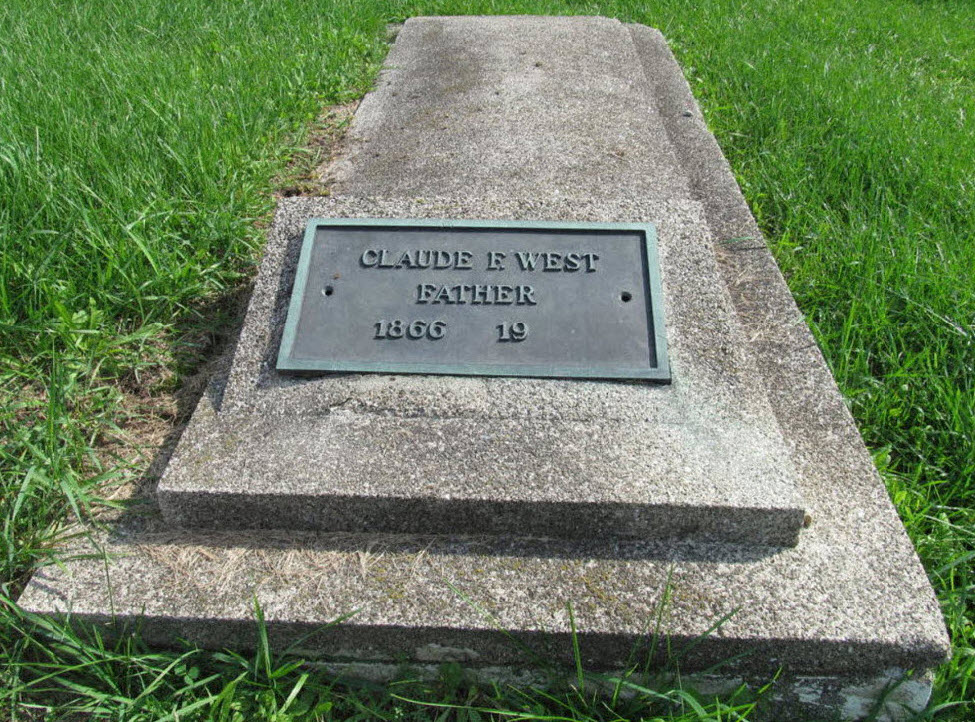 CLAUDE F. WEST
FATHER
1866 19